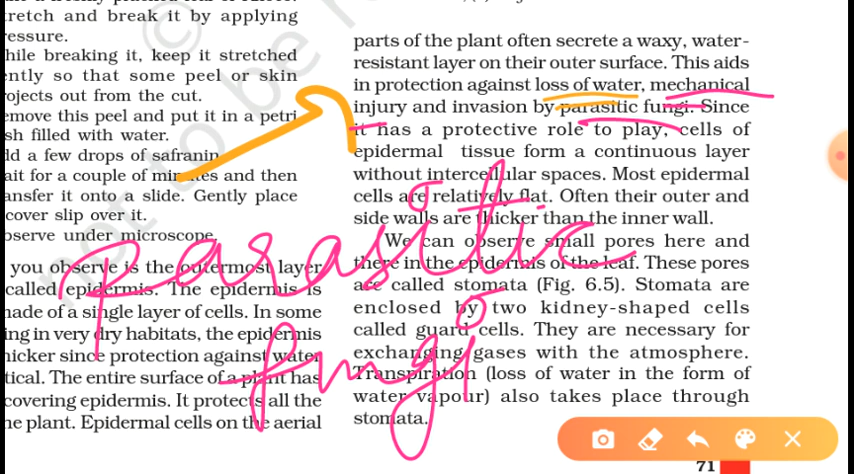 tretch and break it by applying
ressure.
hile breaking it, keep it stretched
ently so that some peel or skin
rojects out from the cut.
emove this peel and put it in a petri
sh filled with water.
dd a few drops of safranin
ait for a couple of minutes and then
ansfer it onto a slide. Gently place
cover slip over it.
bserve under microscope.
you observe is the outermost layer
called epidermis. The epidermis is
made of a single layer of cells. In some
ing in very dry habitats, the epidermis
hicker since protection against water
tical. The entire surface of a plant has
covering epidermis. It protects all the
he plant. Epidermal cells on the aerial
parts of the plant often secrete a waxy, water-
resistant layer on their outer surface. This aids
in protection against loss of water, mechanical
injury and invasion by parasitic fungi. Since
it has a protective role to play, cells of
epidermal tissue form a continuous layer
without intercellular spaces. Most epidermal
cells are relatively flat. Often their outer and
side walls are thicker than the inner wall.
We can observe small pores here and
there in the epidermis of the leaf. These pores
are called stomata (Fig. 6.5). Stomata are
enclosed by two kidney-shaped cells
called guard cells. They are necessary for
exchanging gases with the atmosphere.
Transpiration (loss of water in the form of
water vapour) also takes place through
stomata.
71
Parasitic
fungi
©
not to be